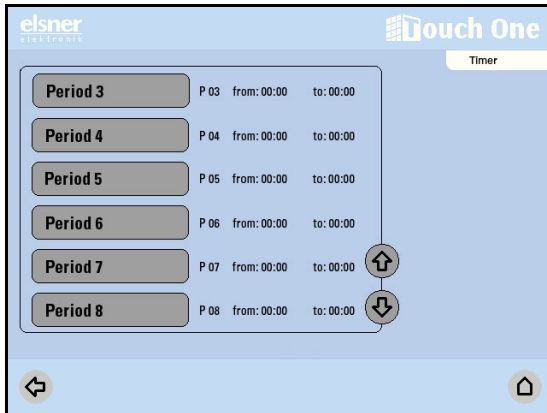 elsner
elektronik
Touch One
Timer
Period 3 P 03 from: 00:00 to: 00:00
Period 4 P 04 from: 00:00 to: 00:00
Period 5 P 05 from: 00:00 to: 00:00
Period 6 P 06 from: 00:00 to: 00:00
Period 7 P 07 from: 00:00 to: 00:00
Period 8 P 08 from: 00:00 to: 00:00